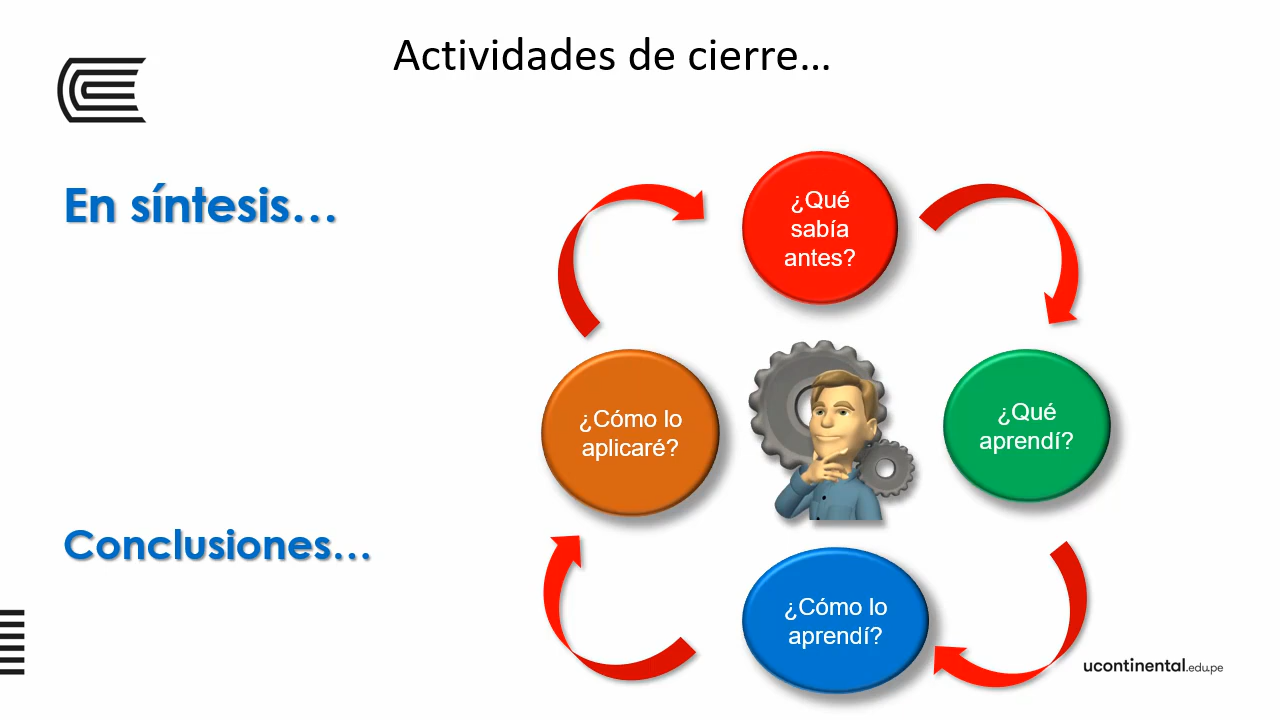 Actividades de cierre…
En síntesis…
¿Qué
sabía
antes?
¿Qué
aprendí?
¿Cómo lo
aprendí?
¿Cómo lo
aplicaré?
Conclusiones…
ucontinental.edu.pe